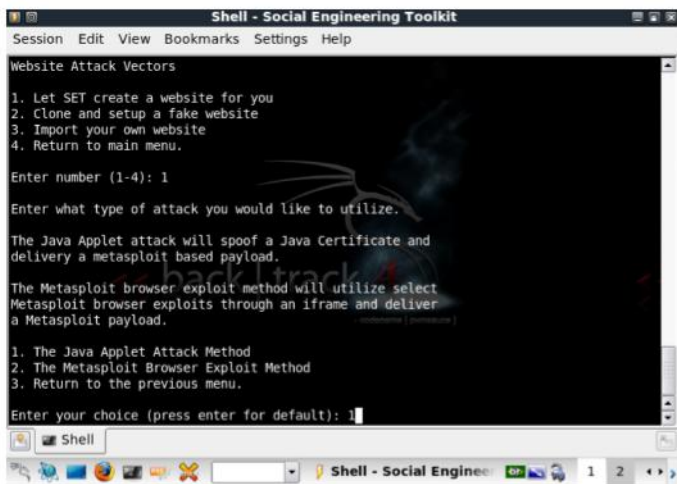 Shell - Social Engineering Toolkit
Session Edit View Bookmarks Settings Help
Website Attack Vectors
1. Let SET create a website for you
2. Clone and setup a fake website
3. Import your own website
4. Return to main menu.
Enter number (1-4): 1
Enter what type of attack you would like to utilize.
The Java Applet attack will spoof a Java Certificate and
delivery a metasploit based payload.
The Metasploit browser exploit method will utilize select
Metasploit browser exploits through an iframe and deliver
a Metasploit payload.
<< back | track 4
1. The Java Applet Attack Method
2. The Metasploit Browser Exploit Method
3. Return to the previous menu.
Enter your choice (press enter for default): 1
Shell
Shell - Social Enginee
1 2